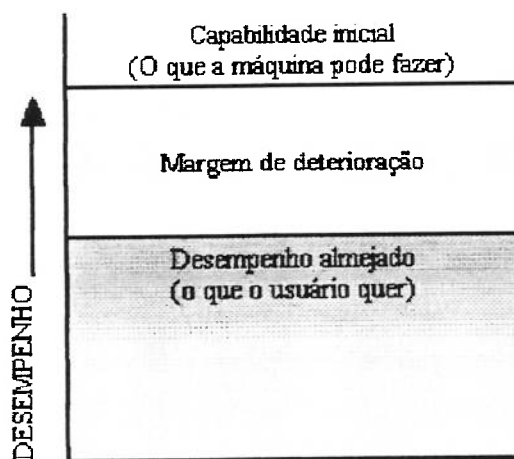 Capabilidade inicial
(O que a máquina pode fazer)
Margem de deterioração
Desempenho almejado
(o que o usuário quer)
DESEMPENHO